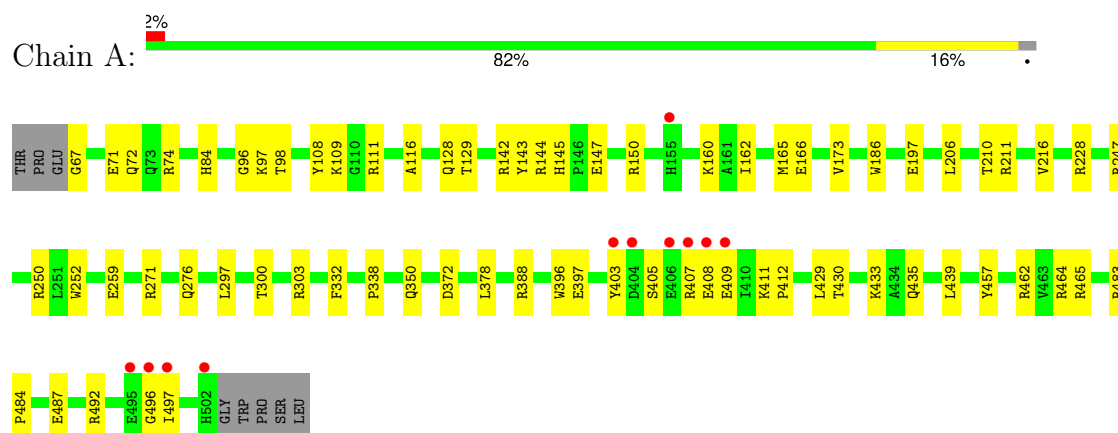 2%
Chain A:
82% 16% •
THR PRO GLU G67 E71 Q72 Q73 R74 H84 G96 K97 T98 Y108 K109 G110 R111 A116 Q128 T129 R142 Y143 R144 H145 P146 E147 R150 H155 K160 A161 I162 M165 E166 V173 W186 E197 L206 T210 R211 V216 R228
R250 L251 W252 E259 R271 Q276 L297 T300 R303 F332 P338 Q350 D372 L378 R388 W396 E397 Y403 D404 S405 E406 R407 E408 E409 I410 K411 P412 L429 T430 K433 A434 Q435 L439 Y457 R462 V463 R464 R465
P484 E487 R492 E495 G496 I497 H502 GLY TRP PRO SER LEU